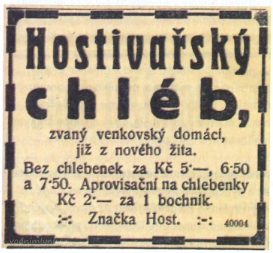 Hostivařský
chléb,
zvaný venkovský domácí,
již z nového žita.
Bez chlebenek za Kč 5·—, 6·50
a 7·50. Aprovisační na chlebenky
Kč 2·— za 1 bochník.
:-: Značka Host. :-: 40004